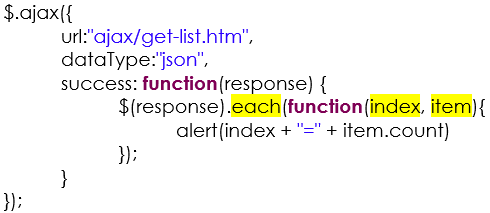 $.ajax({
url:"ajax/get-list.htm",
dataType:"json",
success: function(response) {
$(response).each(function(index, item){
alert(index + "=" + item.count)
});
}
});